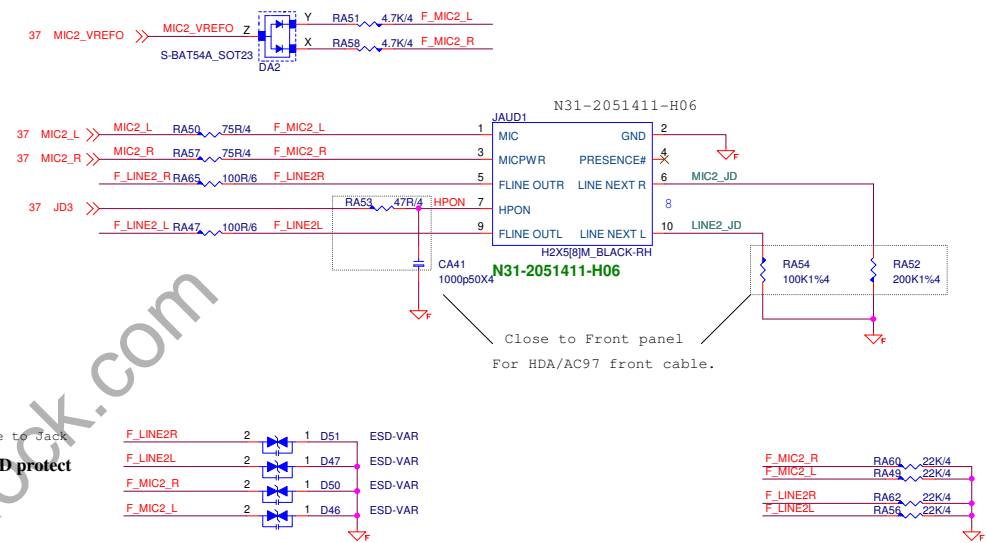 37 MIC2_VREFO MIC2_VREFO Z Y RA51 4.7K/4 F_MIC2_L
X RA58 4.7K/4 F_MIC2_R
S-BAT54A_SOT23
DA2
N31-2051411-H06
JAUD1
37 MIC2_L MIC2_L RA50 75R/4 F_MIC2_L 1 MIC GND 2
F
37 MIC2_R MIC2_R RA57 75R/4 F_MIC2_R 3 MICPWR PRESENCE# 4
F_LINE2_R RA65 100R/6 F_LINE2R 5 FLINE OUTR LINE NEXT R 6 MIC2_JD
37 JD3 RA53 47R/4 HPON 7 HPON 8
F_LINE2_L RA47 100R/6 F_LINE2L 9 FLINE OUTL LINE NEXT L 10 LINE2_JD
H2X5[8]M_BLACK-RH
N31-2051411-H06
CA41
1000p50X4
F
RA54
100K1%4
RA52
200K1%4
F
Close to Front panel
For HDA/AC97 front cable.
e to Jack
D protect
F_LINE2R 2 1 D51 ESD-VAR
F_LINE2L 2 1 D47 ESD-VAR
F_MIC2_R 2 1 D50 ESD-VAR
F_MIC2_L 2 1 D46 ESD-VAR
F
F_MIC2_R RA60 22K/4
F_MIC2_L RA49 22K/4
F_LINE2R RA62 22K/4
F_LINE2L RA56 22K/4
F
ock.com